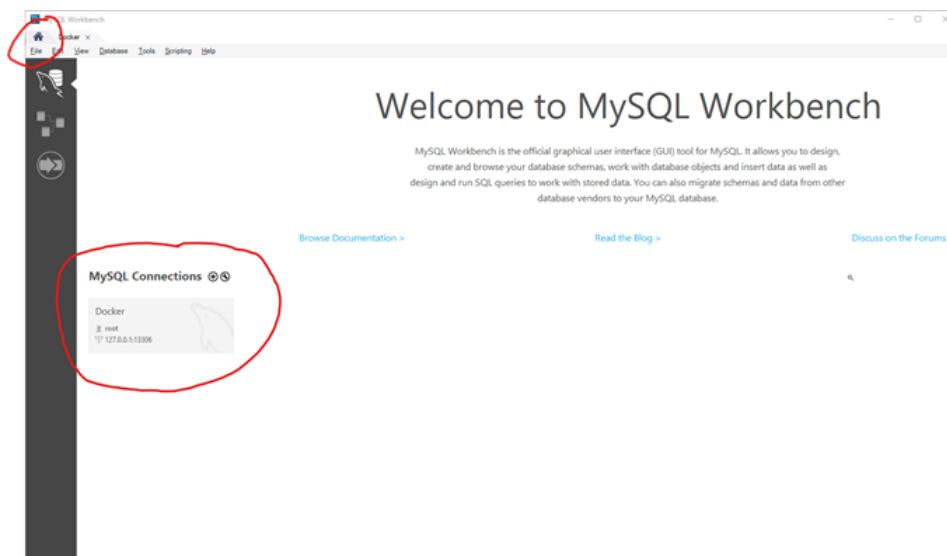 MySQL Workbench
Docker
File Edit View Database Tools Scripting Help
Welcome to MySQL Workbench
MySQL Workbench is the official graphical user interface (GUI) tool for MySQL. It allows you to design,
create and browse your database schemas, work with database objects and insert data as well as
design and run SQL queries to work with stored data. You can also migrate schemas and data from other
database vendors to your MySQL database.
Browse Documentation > Read the Blog > Discuss on the Forums
MySQL Connections
Docker
root
127.0.0.1:13306